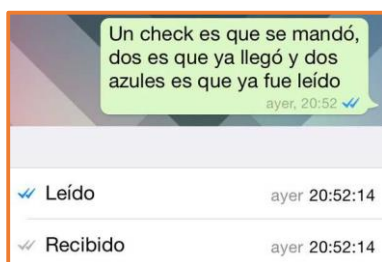 Un check es que se mandó,
dos es que ya llegó y dos
azules es que ya fue leído
ayer, 20:52
Leído ayer 20:52:14
Recibido ayer 20:52:14